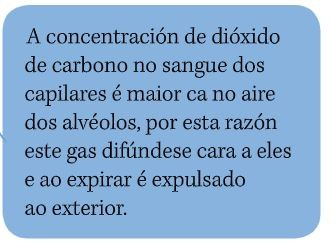 A concentración de dióxido
de carbono no sangue dos
capilares é maior ca no aire
dos alvéolos, por esta razón
este gas difúndese cara a eles
e ao expirar é expulsado
ao exterior.